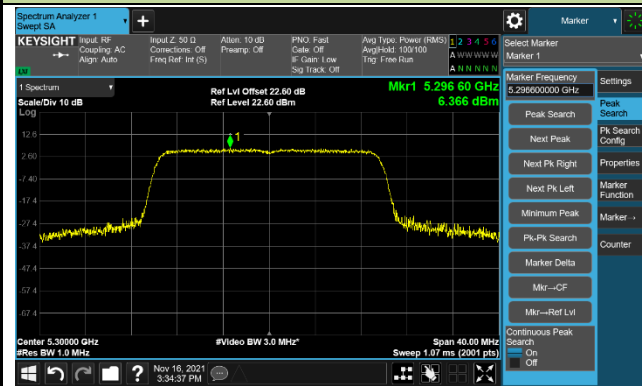 Spectrum Analyzer 1
Swept SA
Marker
KEYSIGHT
Input: RF
Coupling: AC
Align: Auto
Input Z: 50 Ω
Corrections: Off
Freq Ref: Int (S)
Atten: 10 dB
Preamp: Off
PNO: Fast
Gate: Off
IF Gain: Low
Sig Track: Off
Avg Type: Power (RMS)
Avg|Hold: 100/100
Trig: Free Run
1 2 3 4 5 6
A W W W W W
A N N N N N
Select Marker
Marker 1
1 Spectrum
Scale/Div 10 dB
Log
Ref Lvl Offset 22.60 dB
Ref Level 22.60 dBm
Mkr1 5.296 60 GHz
6.366 dBm
1
12.6
2.60
-7.40
-17.4
-27.4
-37.4
-47.4
-57.4
-67.4
Center 5.30000 GHz
#Res BW 1.0 MHz
#Video BW 3.0 MHz*
Span 40.00 MHz
Sweep 1.07 ms (2001 pts)
Marker Frequency
5.296600000 GHz
Peak Search
Next Peak
Next Pk Right
Next Pk Left
Minimum Peak
Pk-Pk Search
Marker Delta
Mkr→CF
Mkr→Ref Lvl
Continuous Peak
Search
On
Off
Settings
Peak
Search
Pk Search
Config
Properties
Marker
Function
Marker→
Counter
Nov 16, 2021
3:34:37 PM